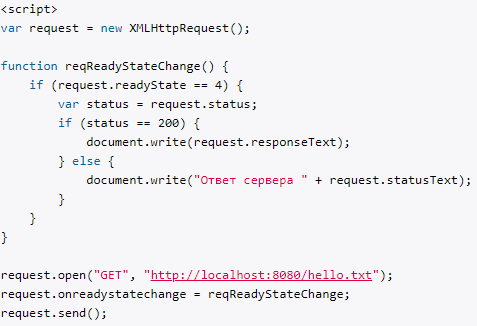 <script>
var request = new XMLHttpRequest();
function reqReadyStateChange() {
    if (request.readyState == 4) {
        var status = request.status;
        if (status == 200) {
            document.write(request.responseText);
        } else {
            document.write("Ответ сервера " + request.statusText);
        }
    }
}
request.open("GET", "http://localhost:8080/hello.txt");
request.onreadystatechange = reqReadyStateChange;
request.send();